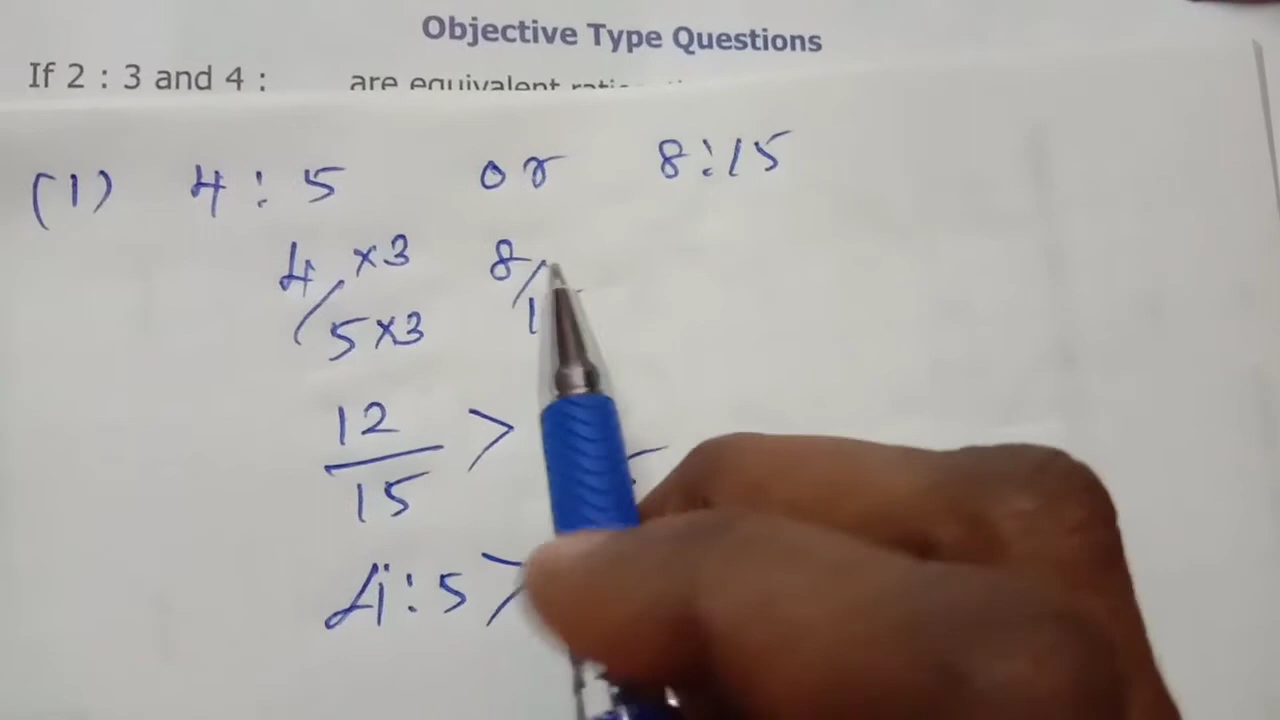 Objective Type Questions
If 2 : 3 and 4 : are equivalent
(1) 4 : 5 or 8:15
4 ×3 8
/ /
5×3 1
12 >
15
4:5 >